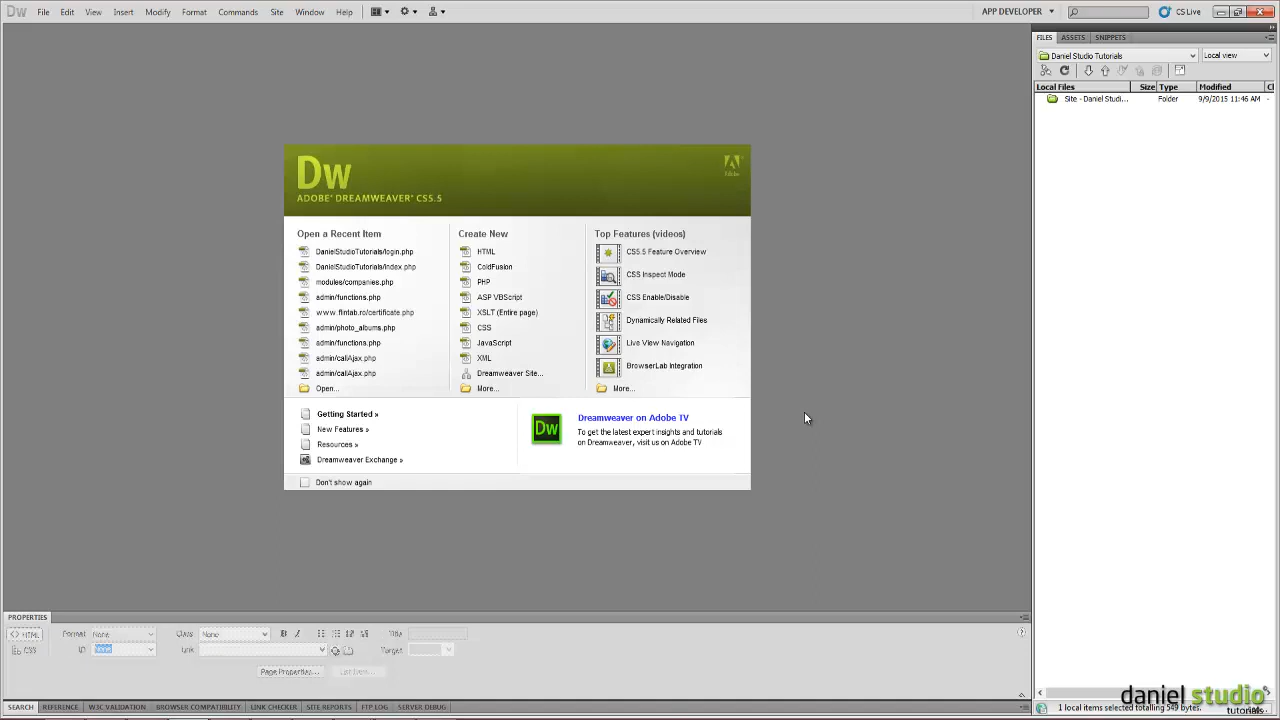 Dw File Edit View Insert Modify Format Commands Site Window Help APP DEVELOPER CS Live
FILES ASSETS SNIPPETS
Daniel Studio Tutorials Local view
Local Files Size Type Modified
Site - Daniel Studi... Folder 9/9/2015 11:46 AM -
Dw
ADOBE® DREAMWEAVER® CS5.5
Adobe
Open a Recent Item
DanielStudioTutorials/login.php
DanielStudioTutorials/index.php
modules/companies.php
admin/functions.php
www.flintab.ro/certificate.php
admin/photo_albums.php
admin/functions.php
admin/callAjax.php
admin/callAjax.php
Open...
Create New
HTML
ColdFusion
PHP
ASP VBScript
XSLT (Entire page)
CSS
JavaScript
XML
Dreamweaver Site...
More...
Top Features (videos)
CS5.5 Feature Overview
CSS Inspect Mode
CSS Enable/Disable
Dynamically Related Files
Live View Navigation
BrowserLab Integration
More...
Getting Started »
New Features »
Resources »
Dreamweaver Exchange »
Dw
Dreamweaver on Adobe TV
To get the latest expert insights and tutorials
on Dreamweaver, visit us on Adobe TV
Don't show again
PROPERTIES
<> HTML Format None Class None B I Title
CSS ID None Link Target
Page Properties... List Item...
SEARCH REFERENCE W3C VALIDATION BROWSER COMPATIBILITY LINK CHECKER SITE REPORTS FTP LOG SERVER DEBUG
1 local items selected totalling 549 bytes.
daniel studio
tutorials